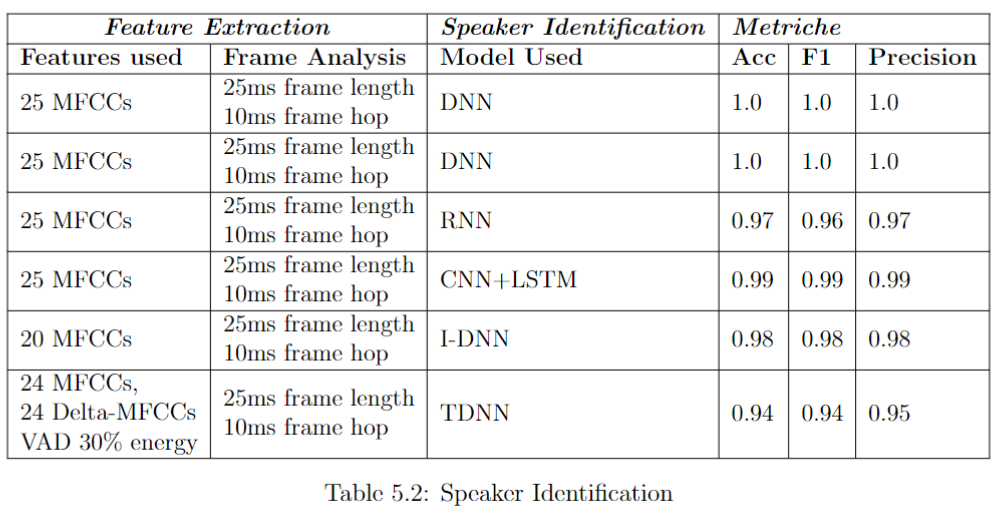 Feature Extraction Speaker Identification Metriche
Features used Frame Analysis Model Used Acc F1 Precision
25 MFCCs 25ms frame length 10ms frame hop DNN 1.0 1.0 1.0
25 MFCCs 25ms frame length 10ms frame hop DNN 1.0 1.0 1.0
25 MFCCs 25ms frame length 10ms frame hop RNN 0.97 0.96 0.97
25 MFCCs 25ms frame length 10ms frame hop CNN+LSTM 0.99 0.99 0.99
20 MFCCs 25ms frame length 10ms frame hop I-DNN 0.98 0.98 0.98
24 MFCCs, 24 Delta-MFCCs VAD 30% energy 25ms frame length 10ms frame hop TDNN 0.94 0.94 0.95
Table 5.2: Speaker Identification